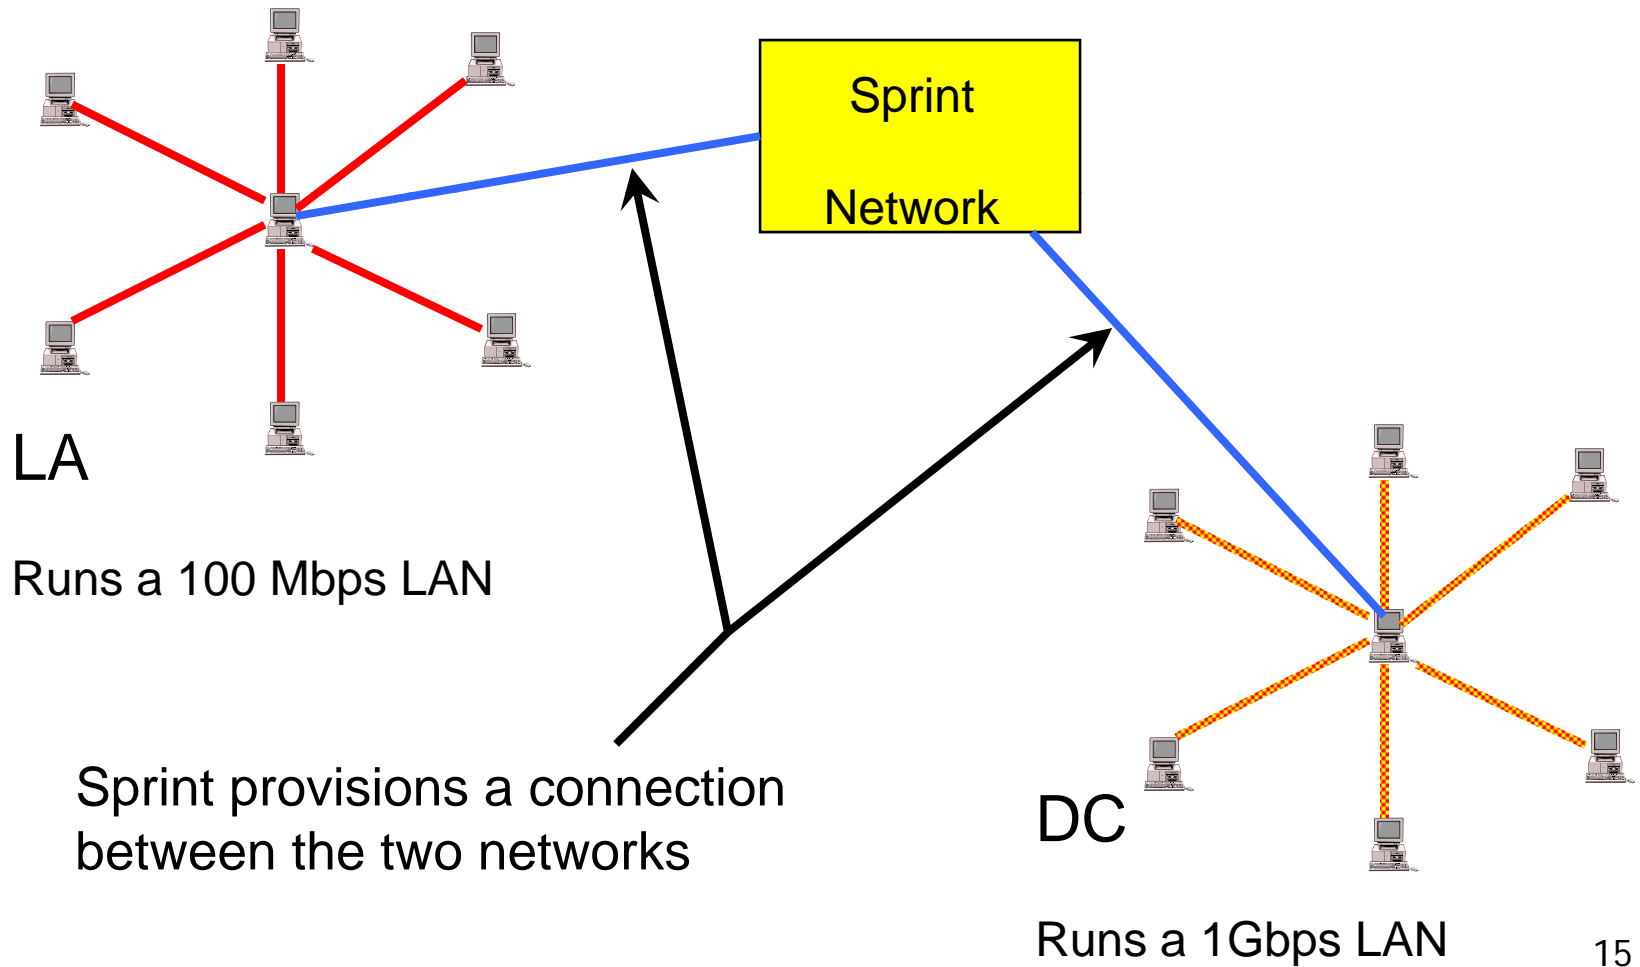 Sprint
Network
LA
Runs a 100 Mbps LAN
Sprint provisions a connection
between the two networks
DC
Runs a 1Gbps LAN
15